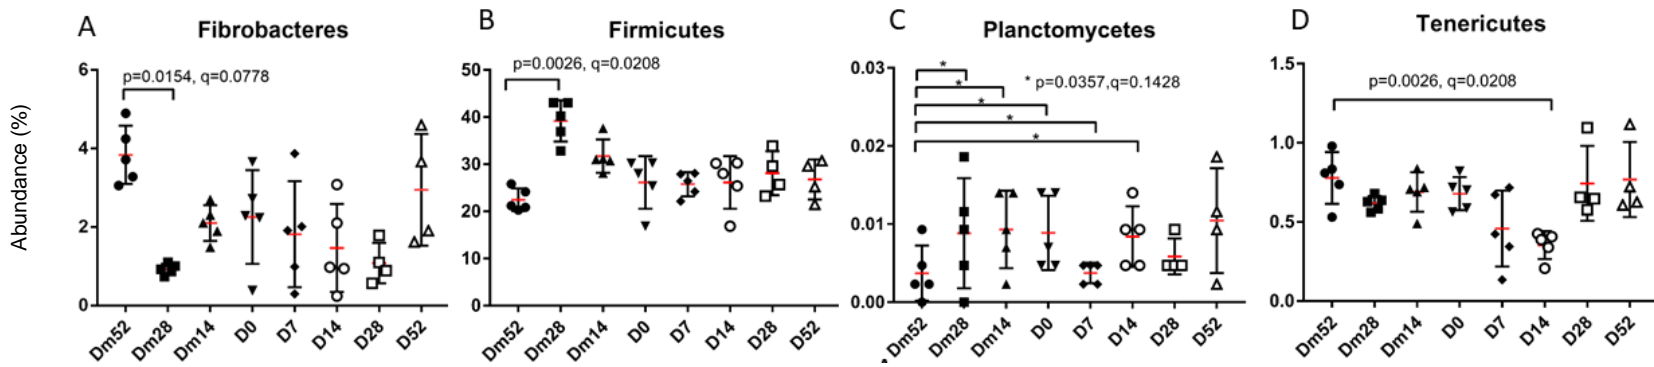 A
Fibrobacteres
p=0.0154, q=0.0778
Abundance (%)
6
4
2
0
Dm52 Dm28 Dm14 D0 D7 D14 D28 D52
B
Firmicutes
p=0.0026, q=0.0208
50
40
30
20
10
0
Dm52 Dm28 Dm14 D0 D7 D14 D28 D52
C
Planctomycetes
* p=0.0357,q=0.1428
*
*
*
*
*
0.03
0.02
0.01
0.00
Dm52 Dm28 Dm14 D0 D7 D14 D28 D52
D
Tenericutes
p=0.0026, q=0.0208
1.5
1.0
0.5
0.0
Dm52 Dm28 Dm14 D0 D7 D14 D28 D52